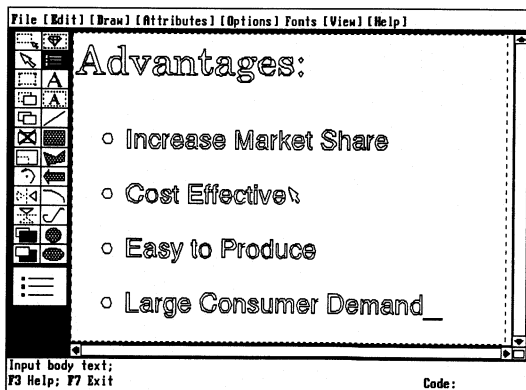 File [Edit] [Draw] [Attributes] [Options] Fonts [View] [Help]
A
A
Advantages:
Increase Market Share
Cost Effective
Easy to Produce
Large Consumer Demand_
Input body text;
F3 Help; F7 Exit
Code: